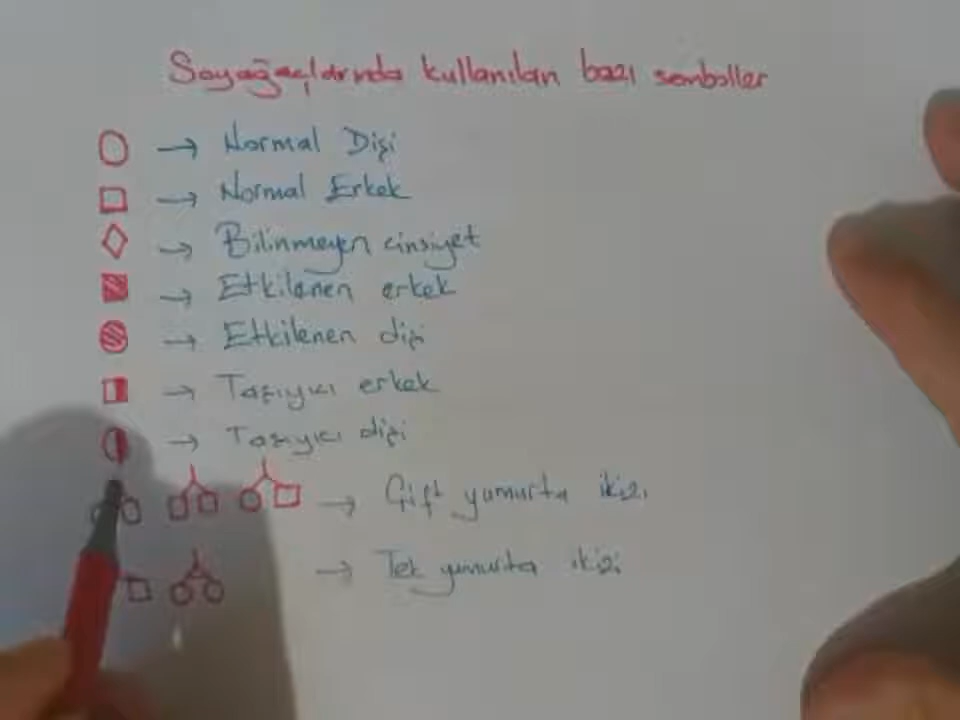 Soyağaçlarında kullanılan bazı semboller
→ Normal Dişi
→ Normal Erkek
→ Bilinmeyen cinsiyet
→ Etkilenen erkek
→ Etkilenen dişi
→ Taşıyıcı erkek
→ Taşıyıcı dişi
→ Çift yumurta ikizi
→ Tek yumurta ikizi